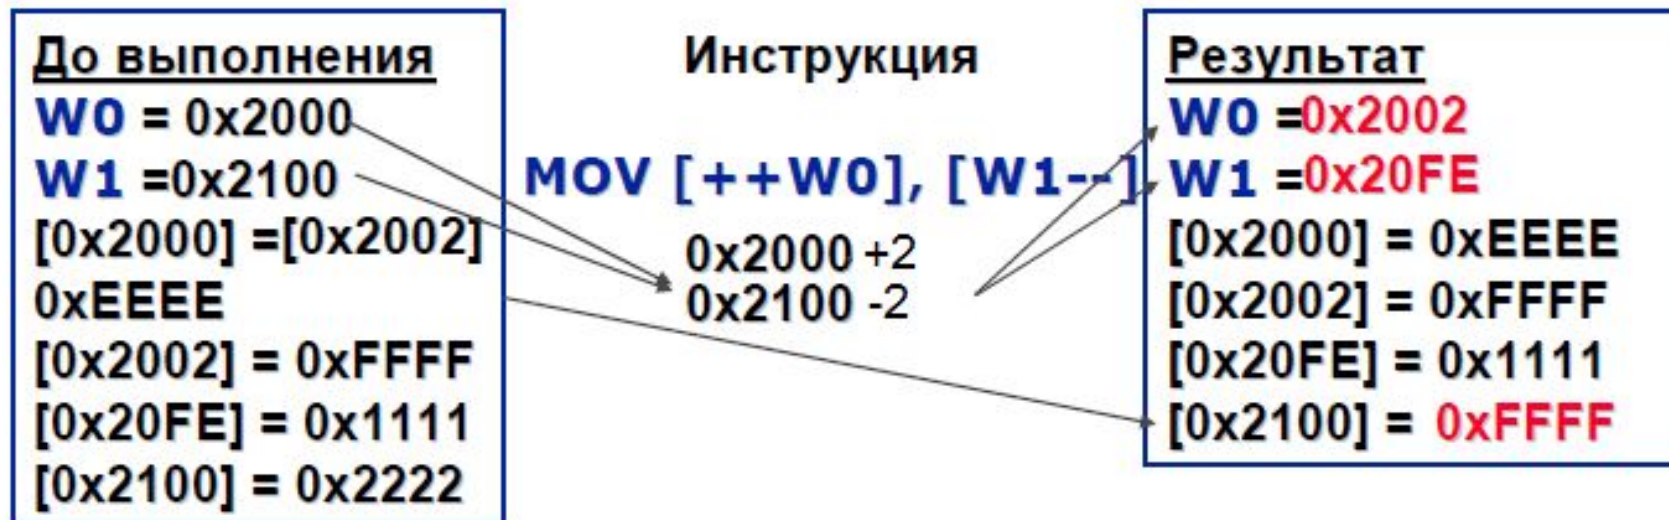 До выполнения
W0 = 0x2000
W1 =0x2100
[0x2000] =[0x2002]
0xEEEE
[0x2002] = 0xFFFF
[0x20FE] = 0x1111
[0x2100] = 0x2222
Инструкция
MOV [++W0], [W1--]
0x2000 +2
0x2100 -2
Результат
W0 =0x2002
W1 =0x20FE
[0x2000] = 0xEEEE
[0x2002] = 0xFFFF
[0x20FE] = 0x1111
[0x2100] = 0xFFFF